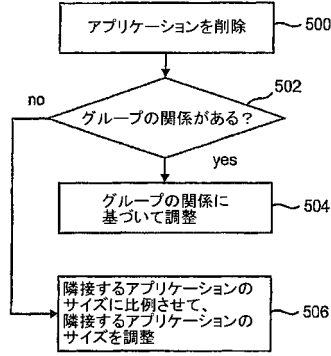 アプリケーションを削除
500
502
no
グループの関係がある？
yes
グループの関係に
基づいて調整
504
隣接するアプリケーションの
サイズに比例させて、
隣接するアプリケーションの
サイズを調整
506